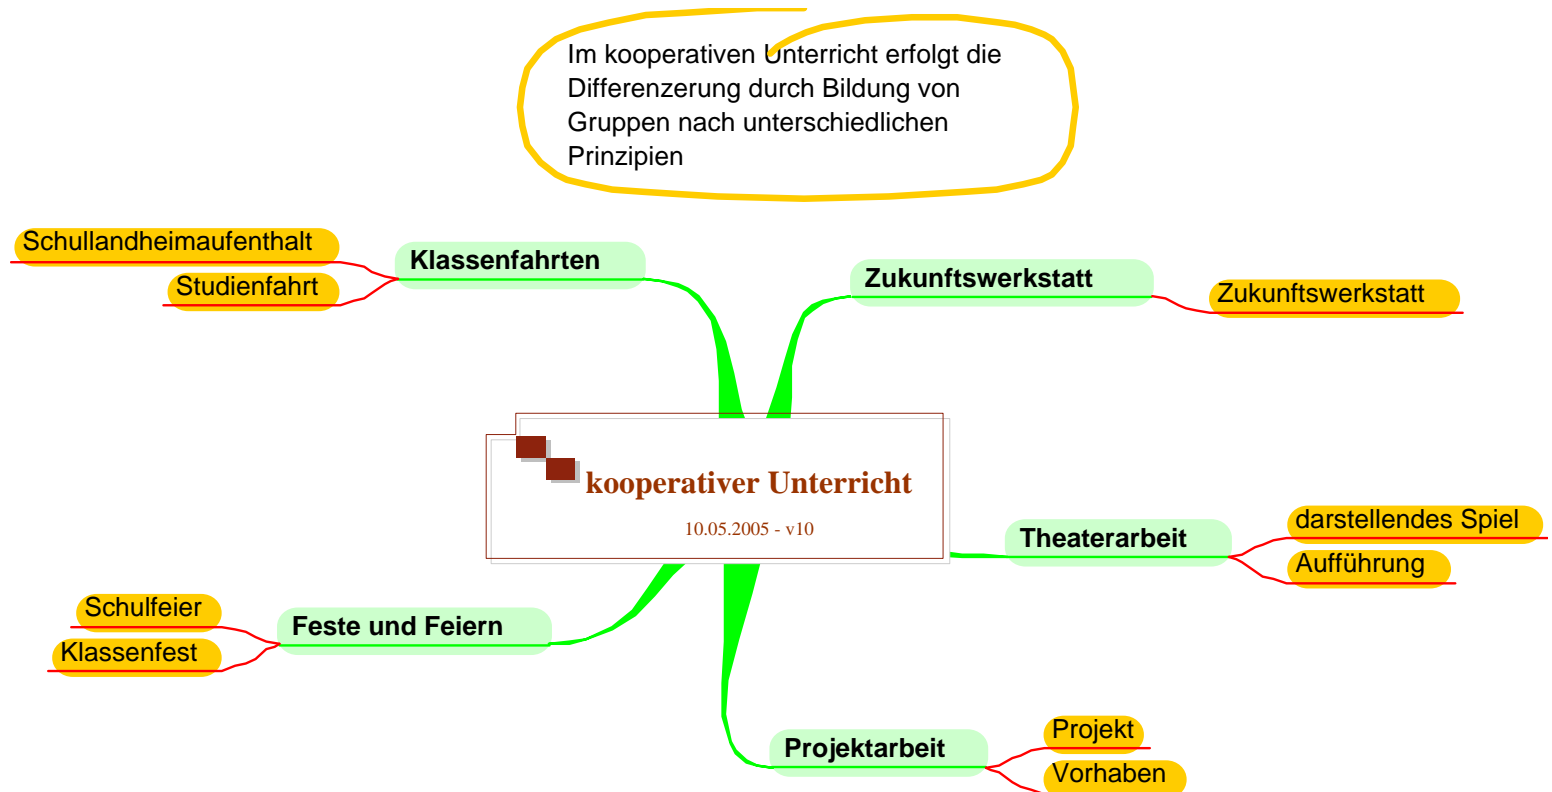 Im kooperativen Unterricht erfolgt die
Differenzerung durch Bildung von
Gruppen nach unterschiedlichen
Prinzipien
Schullandheimaufenthalt
Studienfahrt
Klassenfahrten
Zukunftswerkstatt
Zukunftswerkstatt
kooperativer Unterricht
10.05.2005 - v10
Theaterarbeit
darstellendes Spiel
Aufführung
Schulfeier
Klassenfest
Feste und Feiern
Projektarbeit
Projekt
Vorhaben